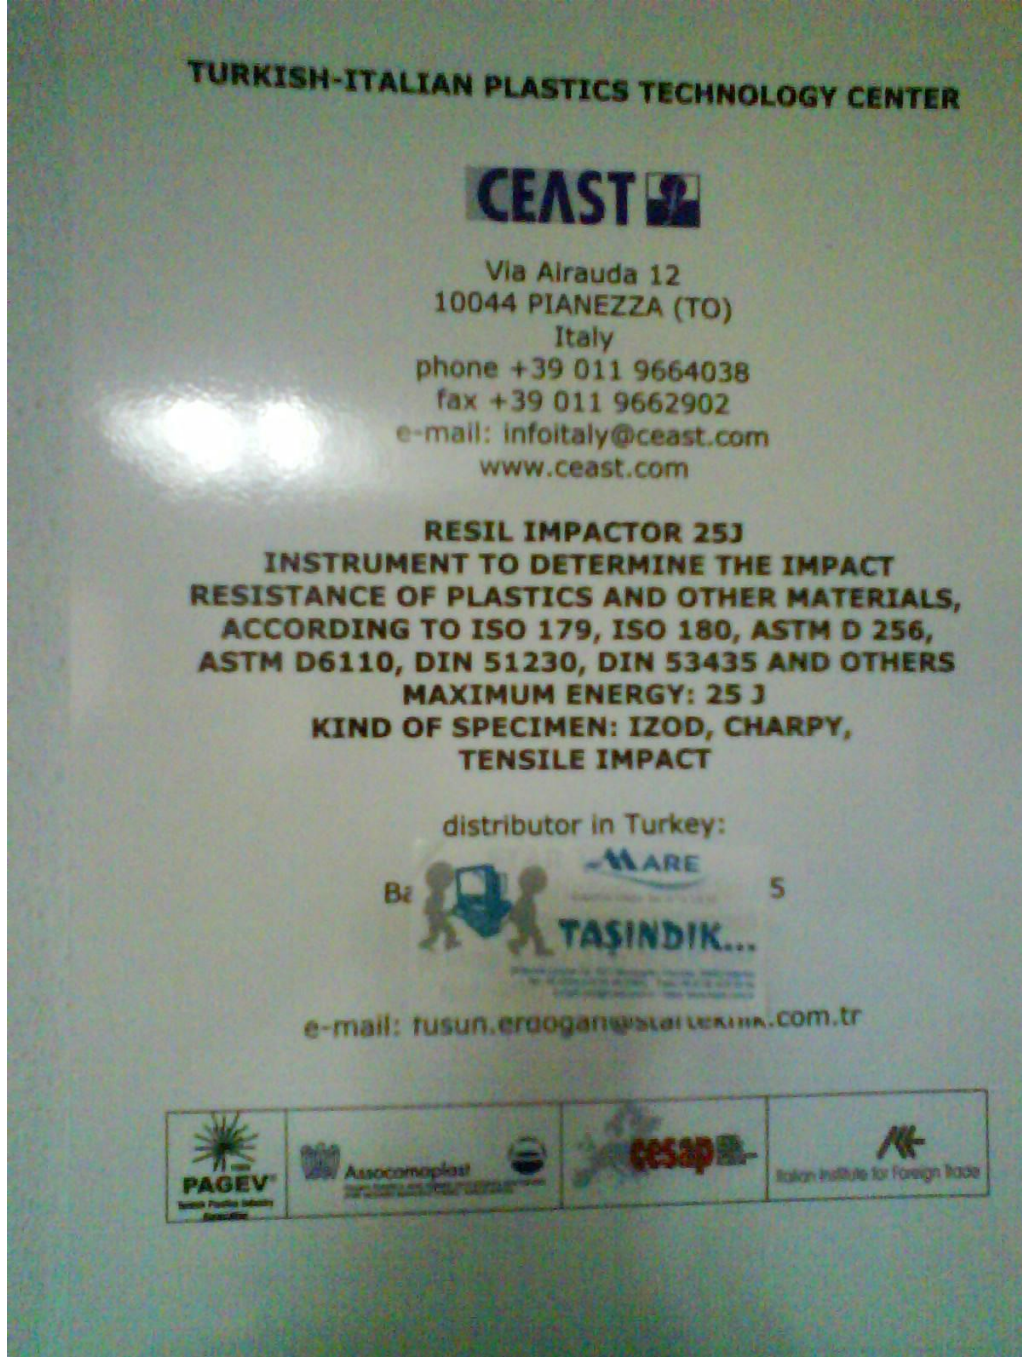 TURKISH-ITALIAN PLASTICS TECHNOLOGY CENTER
CEAST
Via Airauda 12
10044 PIANEZZA (TO)
Italy
phone +39 011 9664038
fax +39 011 9662902
e-mail: infoitaly@ceast.com
www.ceast.com
RESIL IMPACTOR 25J
INSTRUMENT TO DETERMINE THE IMPACT
RESISTANCE OF PLASTICS AND OTHER MATERIALS,
ACCORDING TO ISO 179, ISO 180, ASTM D 256,
ASTM D6110, DIN 51230, DIN 53435 AND OTHERS
MAXIMUM ENERGY: 25 J
KIND OF SPECIMEN: IZOD, CHARPY,
TENSILE IMPACT
distributor in Turkey:
MARE
Ba S
TAŞINDIK...
e-mail: .com.tr
PAGEV
Assocomaplast
cesap
Italian Institute for Foreign Trade